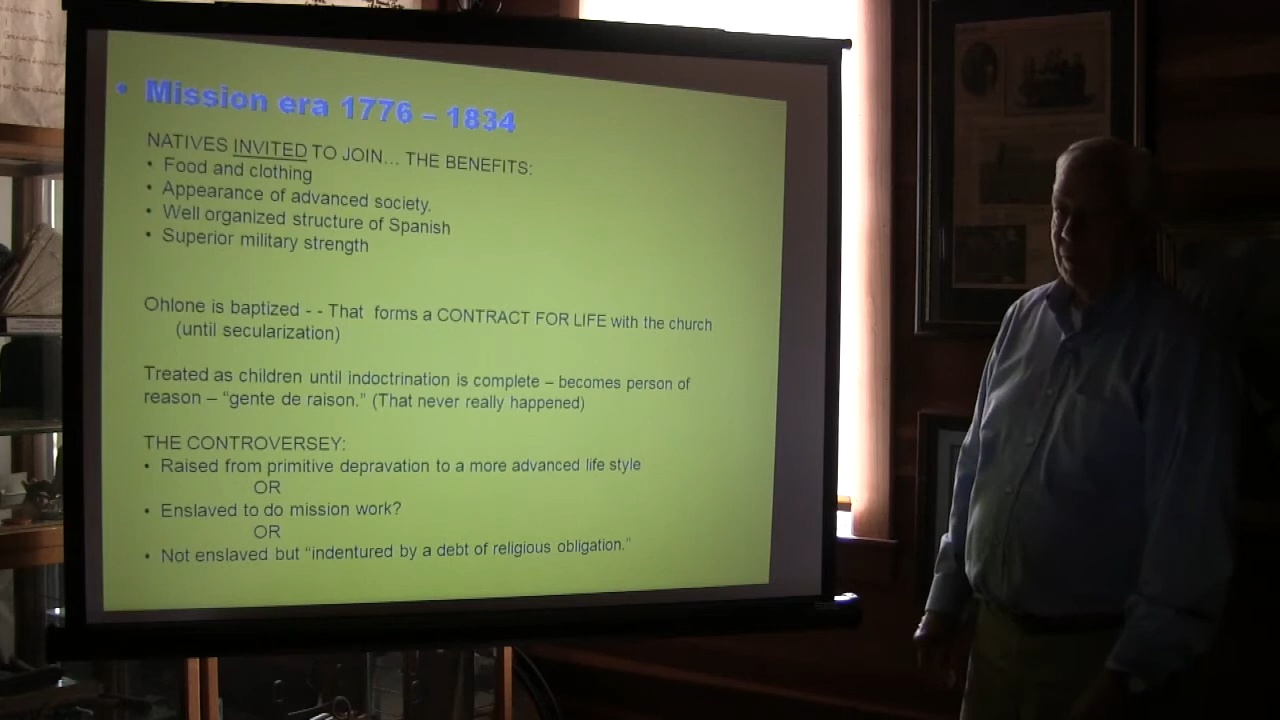 • Mission era 1776 – 1834
NATIVES INVITED TO JOIN... THE BENEFITS:
• Food and clothing
• Appearance of advanced society.
• Well organized structure of Spanish
• Superior military strength
Ohlone is baptized - - That forms a CONTRACT FOR LIFE with the church
(until secularization)
Treated as children until indoctrination is complete – becomes person of
reason – “gente de raison.” (That never really happened)
THE CONTROVERSEY:
• Raised from primitive depravation to a more advanced life style
OR
• Enslaved to do mission work?
OR
• Not enslaved but “indentured by a debt of religious obligation.”